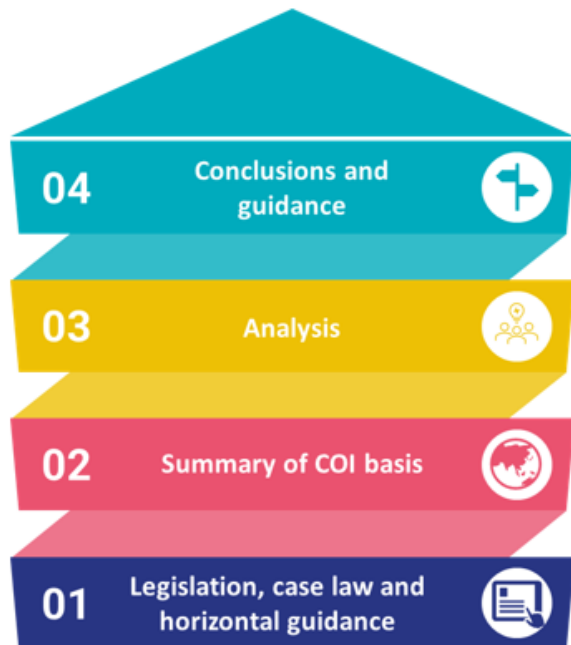 04
Conclusions and
guidance
03
Analysis
02
Summary of COI basis
01
Legislation, case law and
horizontal guidance